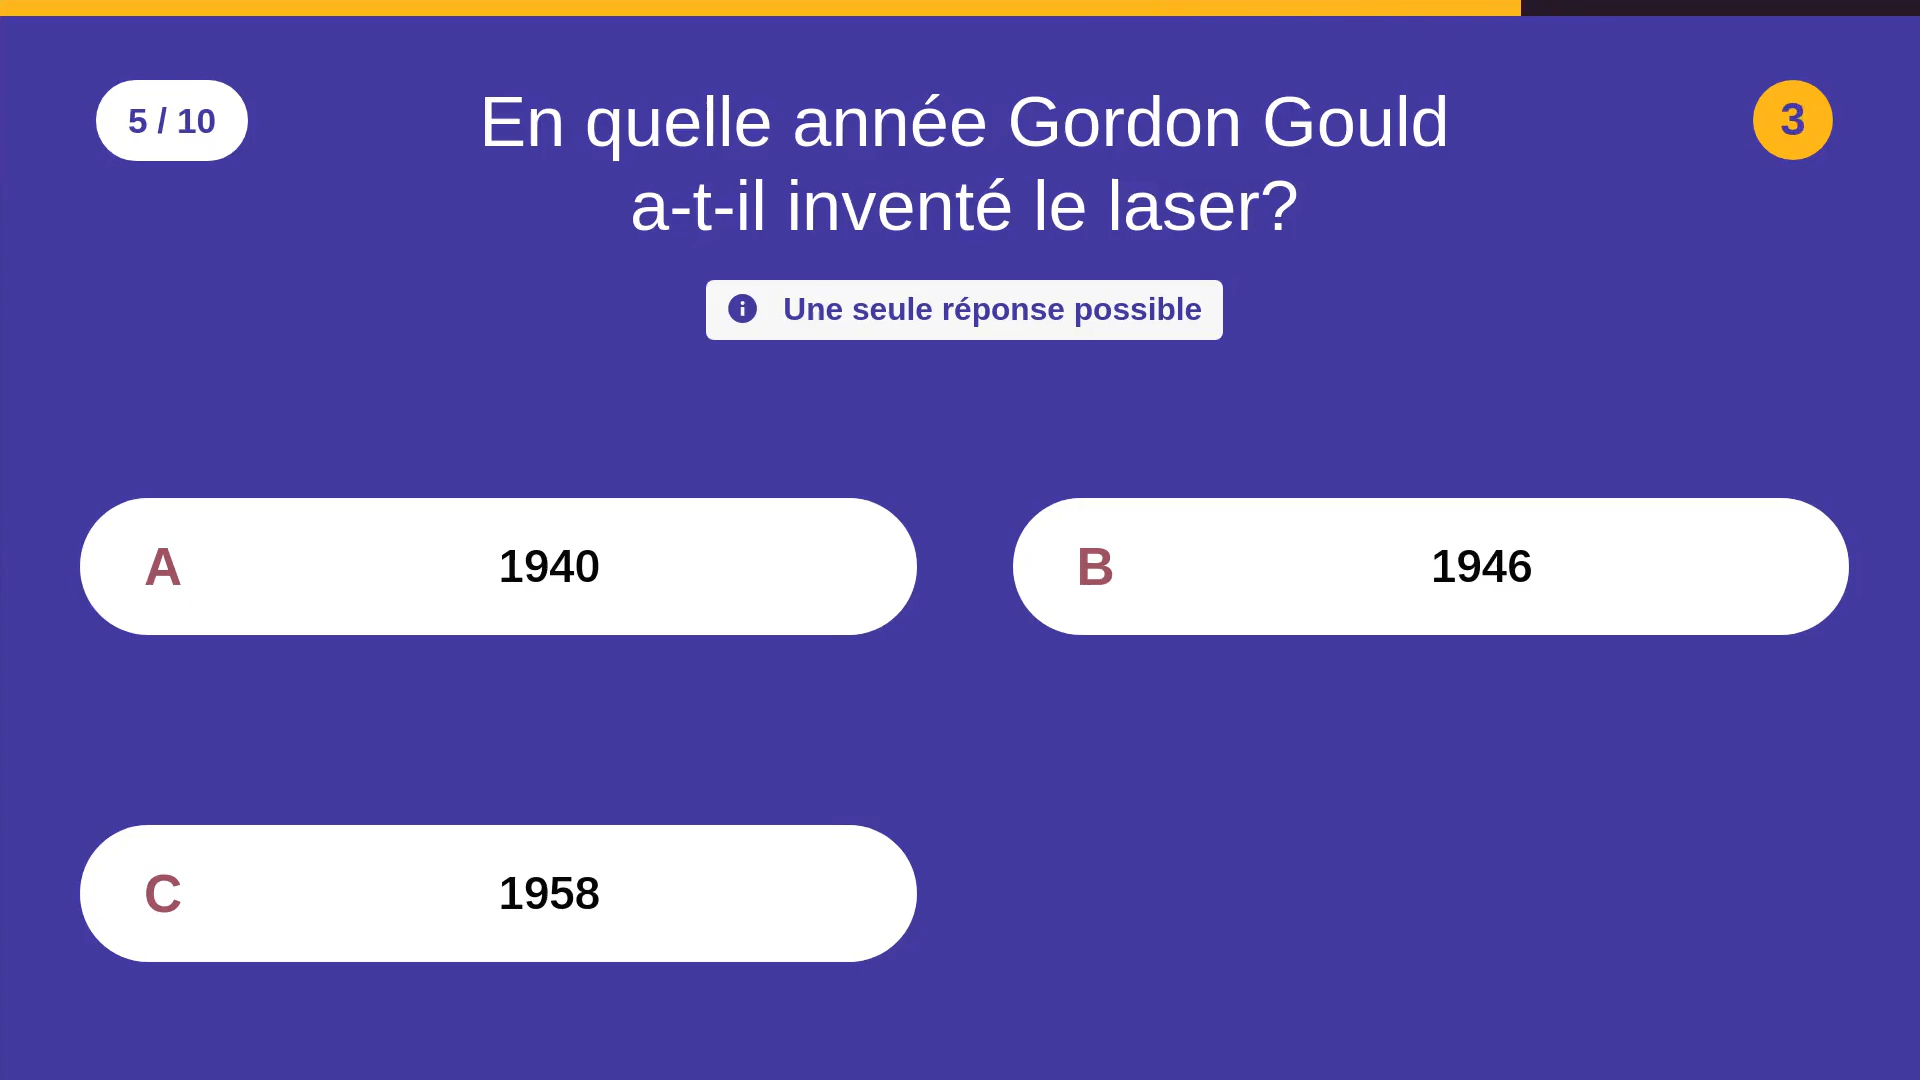 5 / 10
En quelle année Gordon Gould
a-t-il inventé le laser?
3
Une seule réponse possible
A 1940
B 1946
C 1958